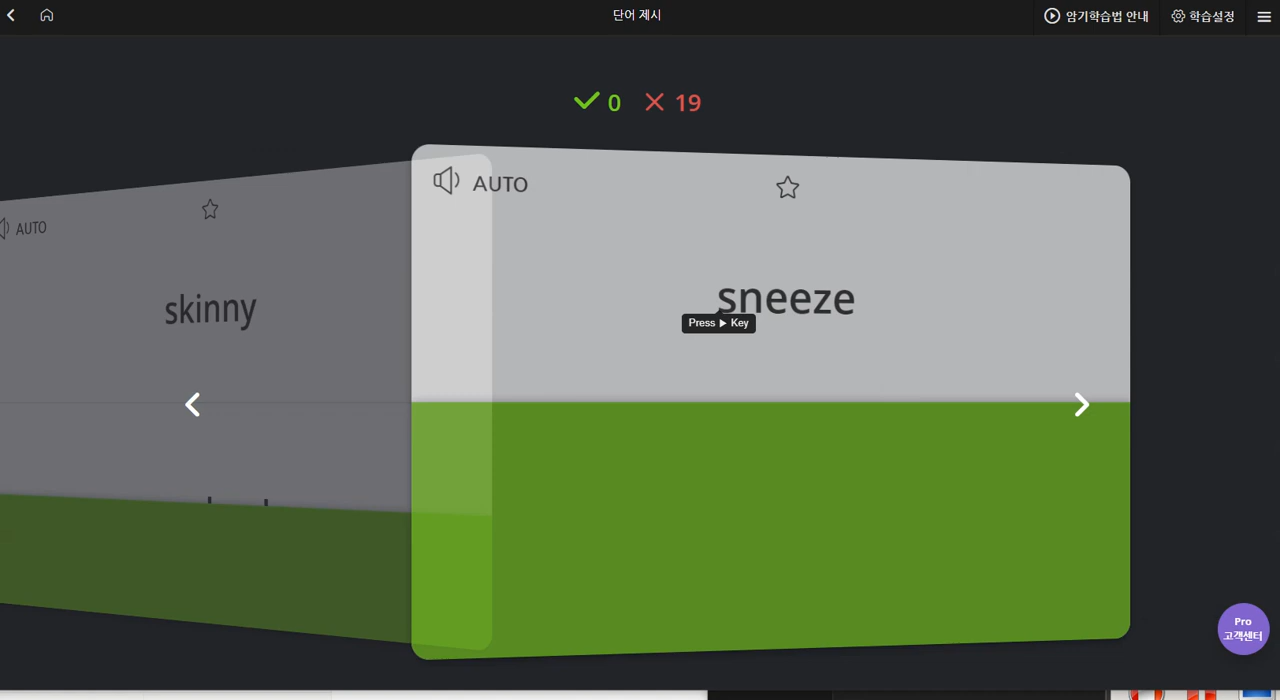 단어 제시
암기학습법 안내
학습설정
0
19
AUTO
AUTO
skinny
sneeze
Press ▶ Key
Pro
고객센터